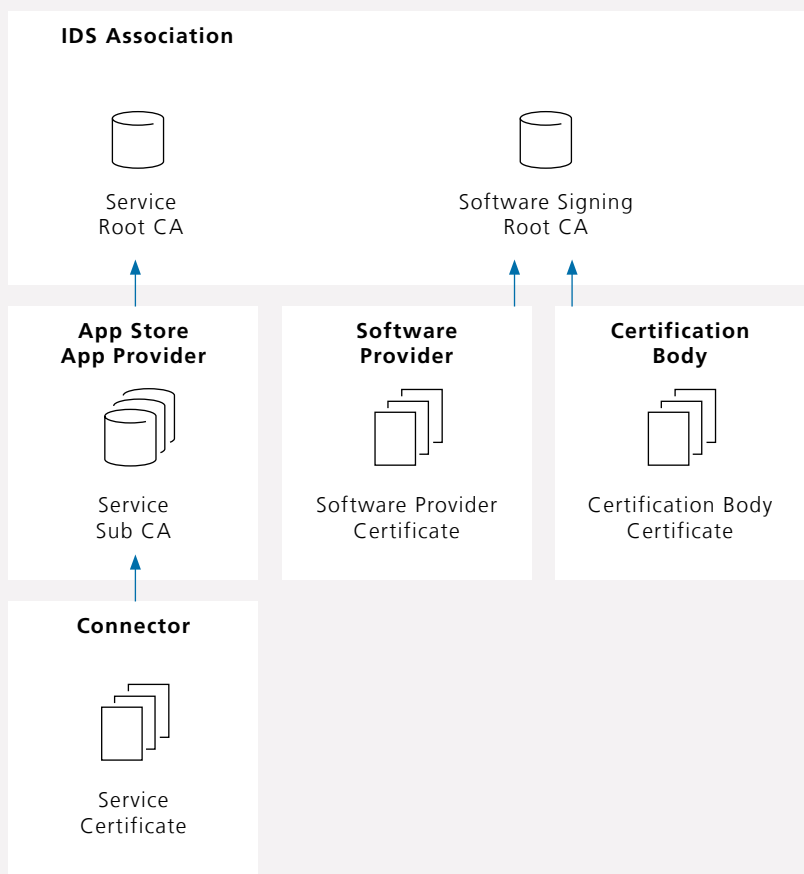 IDS Association
Service
Root CA
Software Signing
Root CA
App Store
App Provider
Service
Sub CA
Software
Provider
Software Provider
Certificate
Certification
Body
Certification Body
Certificate
Connector
Service
Certificate